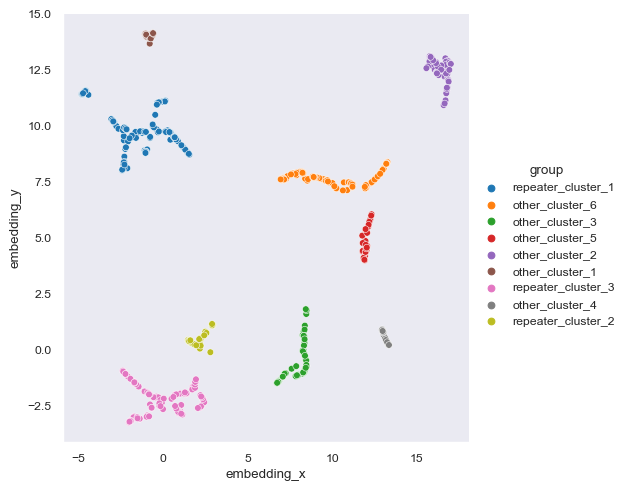 15.0
12.5
10.0
7.5
5.0
2.5
0.0
−2.5
embedding_y
−5
0
5
10
15
embedding_x
group
repeater_cluster_1
other_cluster_6
other_cluster_3
other_cluster_5
other_cluster_2
other_cluster_1
repeater_cluster_3
other_cluster_4
repeater_cluster_2